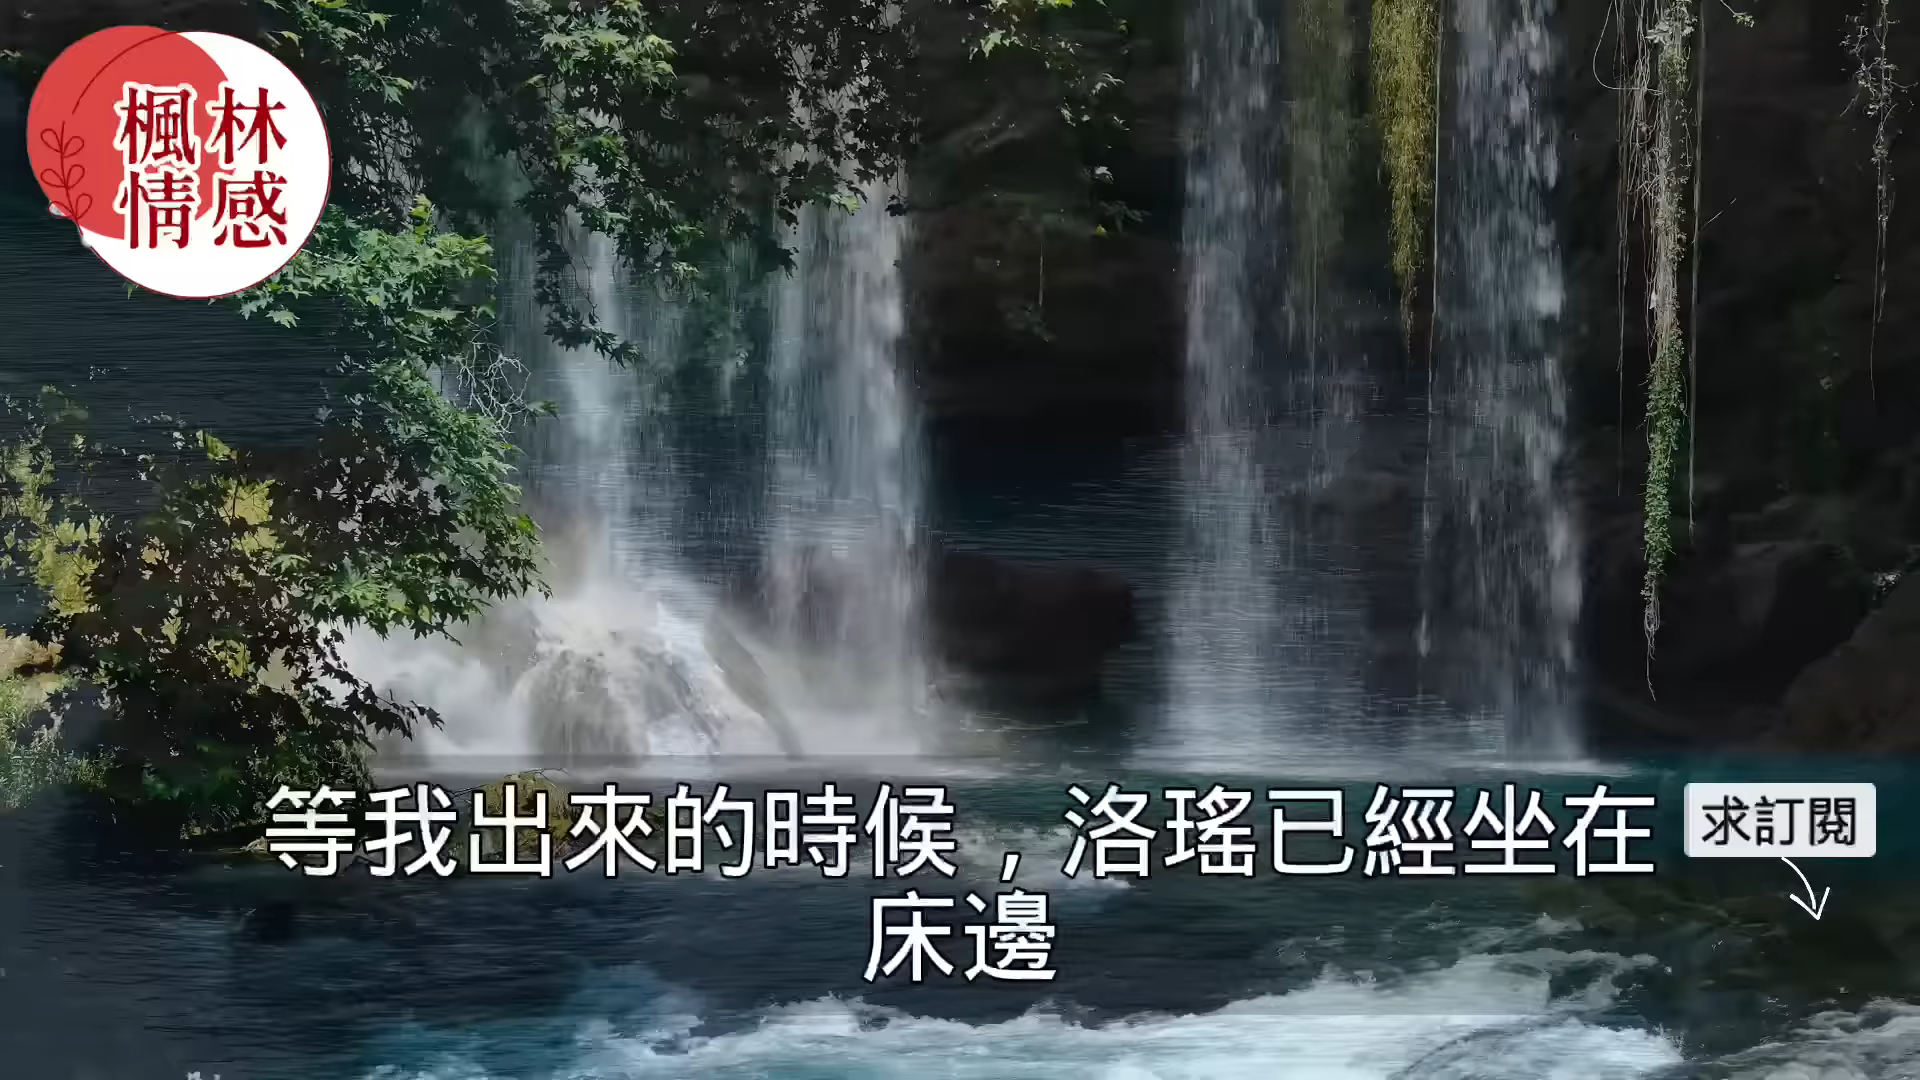 楓林
情感
等我出來的時候，洛瑤已經坐在
床邊
求訂閱